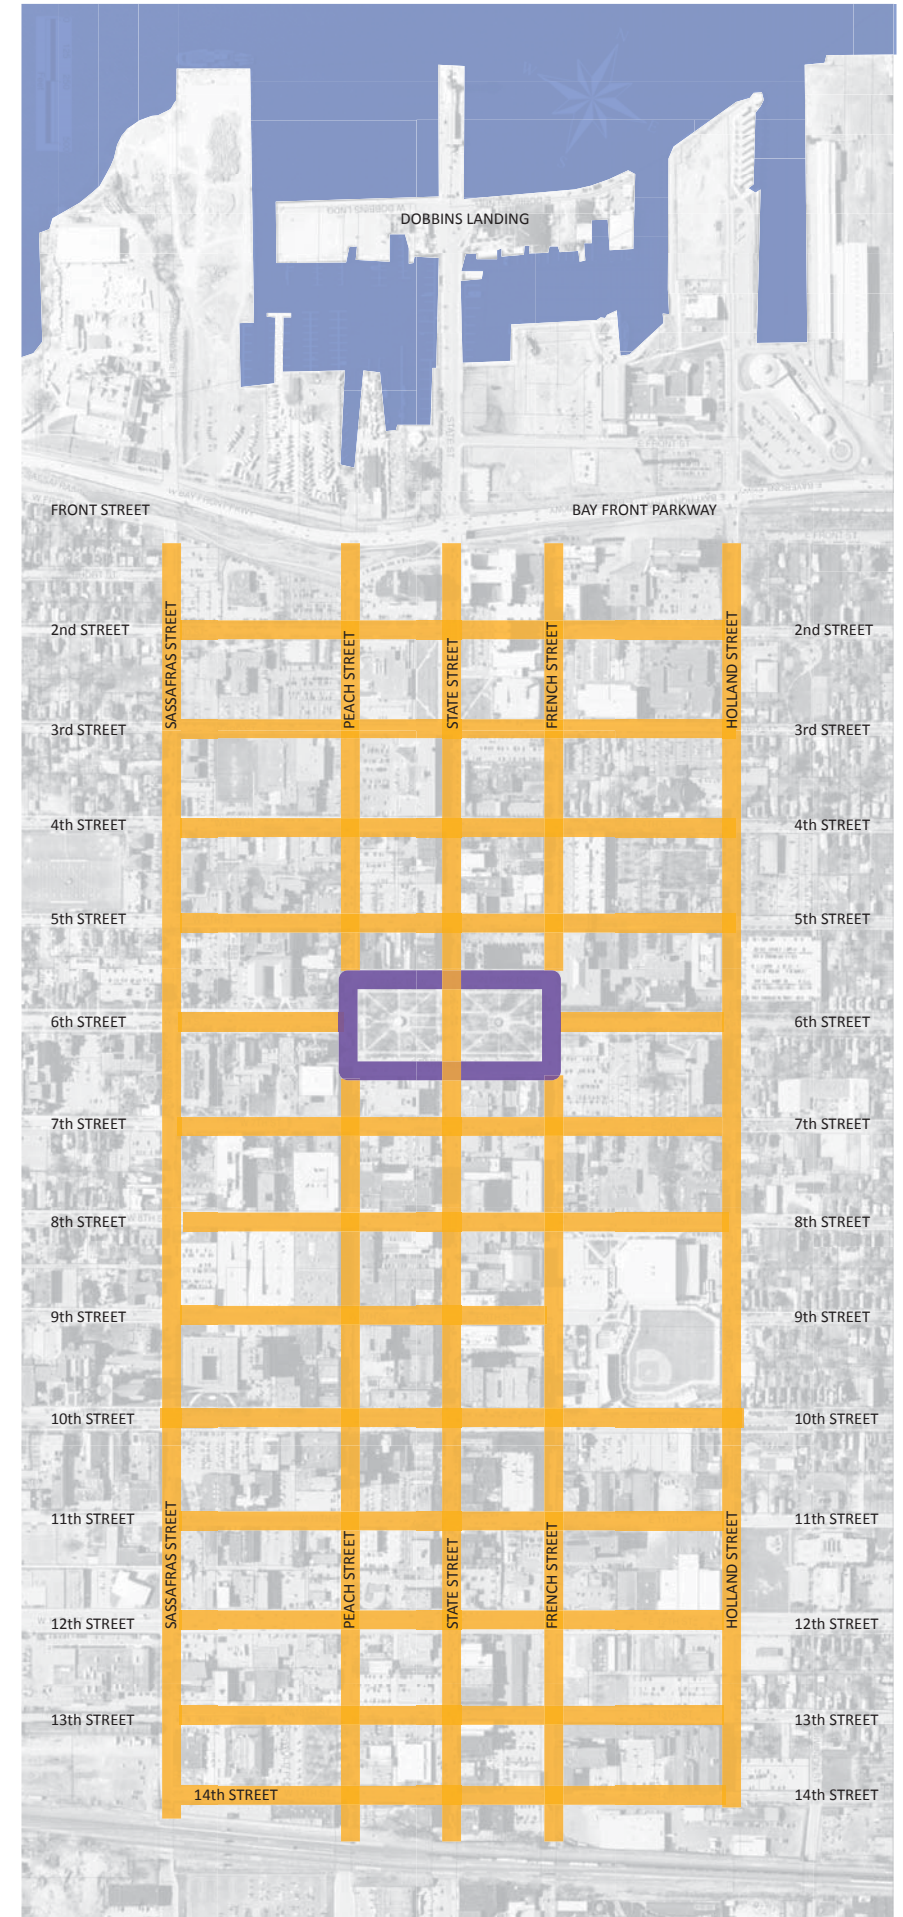 DOBBINS LANDING
FRONT STREET
BAY FRONT PARKWAY
SASSAFRAS STREET
PEACH STREET
STATE STREET
FRENCH STREET
HOLLAND STREET
2nd STREET
2nd STREET
3rd STREET
3rd STREET
4th STREET
4th STREET
5th STREET
5th STREET
6th STREET
6th STREET
7th STREET
7th STREET
8th STREET
8th STREET
9th STREET
9th STREET
10th STREET
10th STREET
11th STREET
11th STREET
SASSAFRAS STREET
PEACH STREET
STATE STREET
FRENCH STREET
HOLLAND STREET
12th STREET
12th STREET
13th STREET
13th STREET
14th STREET
14th STREET